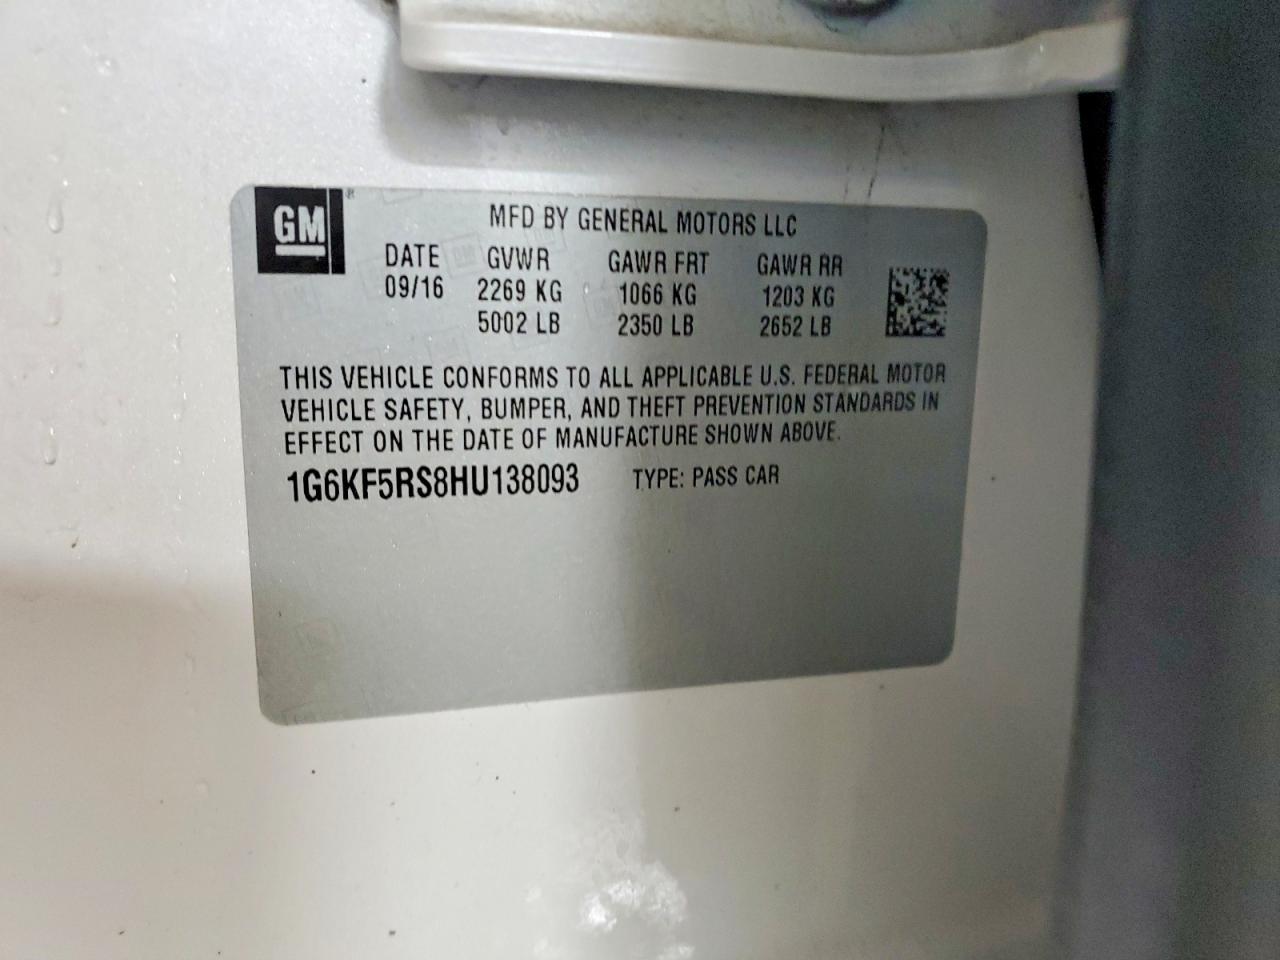 GM
MFD BY GENERAL MOTORS LLC
DATE GVWR GAWR FRT GAWR RR
09/16 2269 KG 1066 KG 1203 KG
5002 LB 2350 LB 2652 LB
THIS VEHICLE CONFORMS TO ALL APPLICABLE U.S. FEDERAL MOTOR
VEHICLE SAFETY, BUMPER, AND THEFT PREVENTION STANDARDS IN
EFFECT ON THE DATE OF MANUFACTURE SHOWN ABOVE.
1G6KF5RS8HU138093 TYPE: PASS CAR